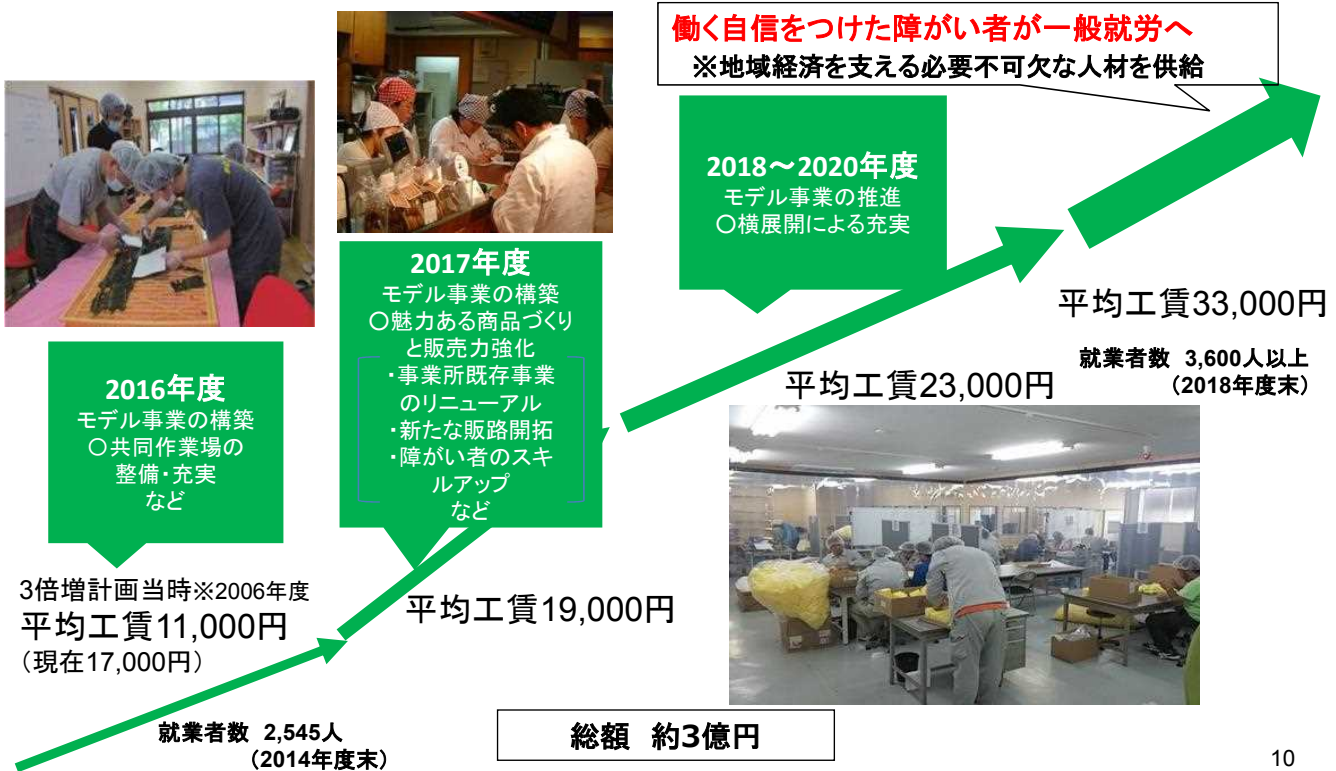 働く自信をつけた障がい者が一般就労へ
※地域経済を支える必要不可欠な人材を供給
2018～2020年度
モデル事業の推進
○横展開による充実
2017年度
モデル事業の構築
○魅力ある商品づくり
と販売力強化
・事業所既存事業
のリニューアル
・新たな販路開拓
・障がい者のスキ
ルアップ
など
2016年度
モデル事業の構築
○共同作業場の
整備・充実
など
平均工賃33,000円
就業者数 3,600人以上
（2018年度末）
平均工賃23,000円
平均工賃19,000円
3倍増計画当時※2006年度
平均工賃11,000円
（現在17,000円）
就業者数 2,545人
（2014年度末）
総額 約3億円
10